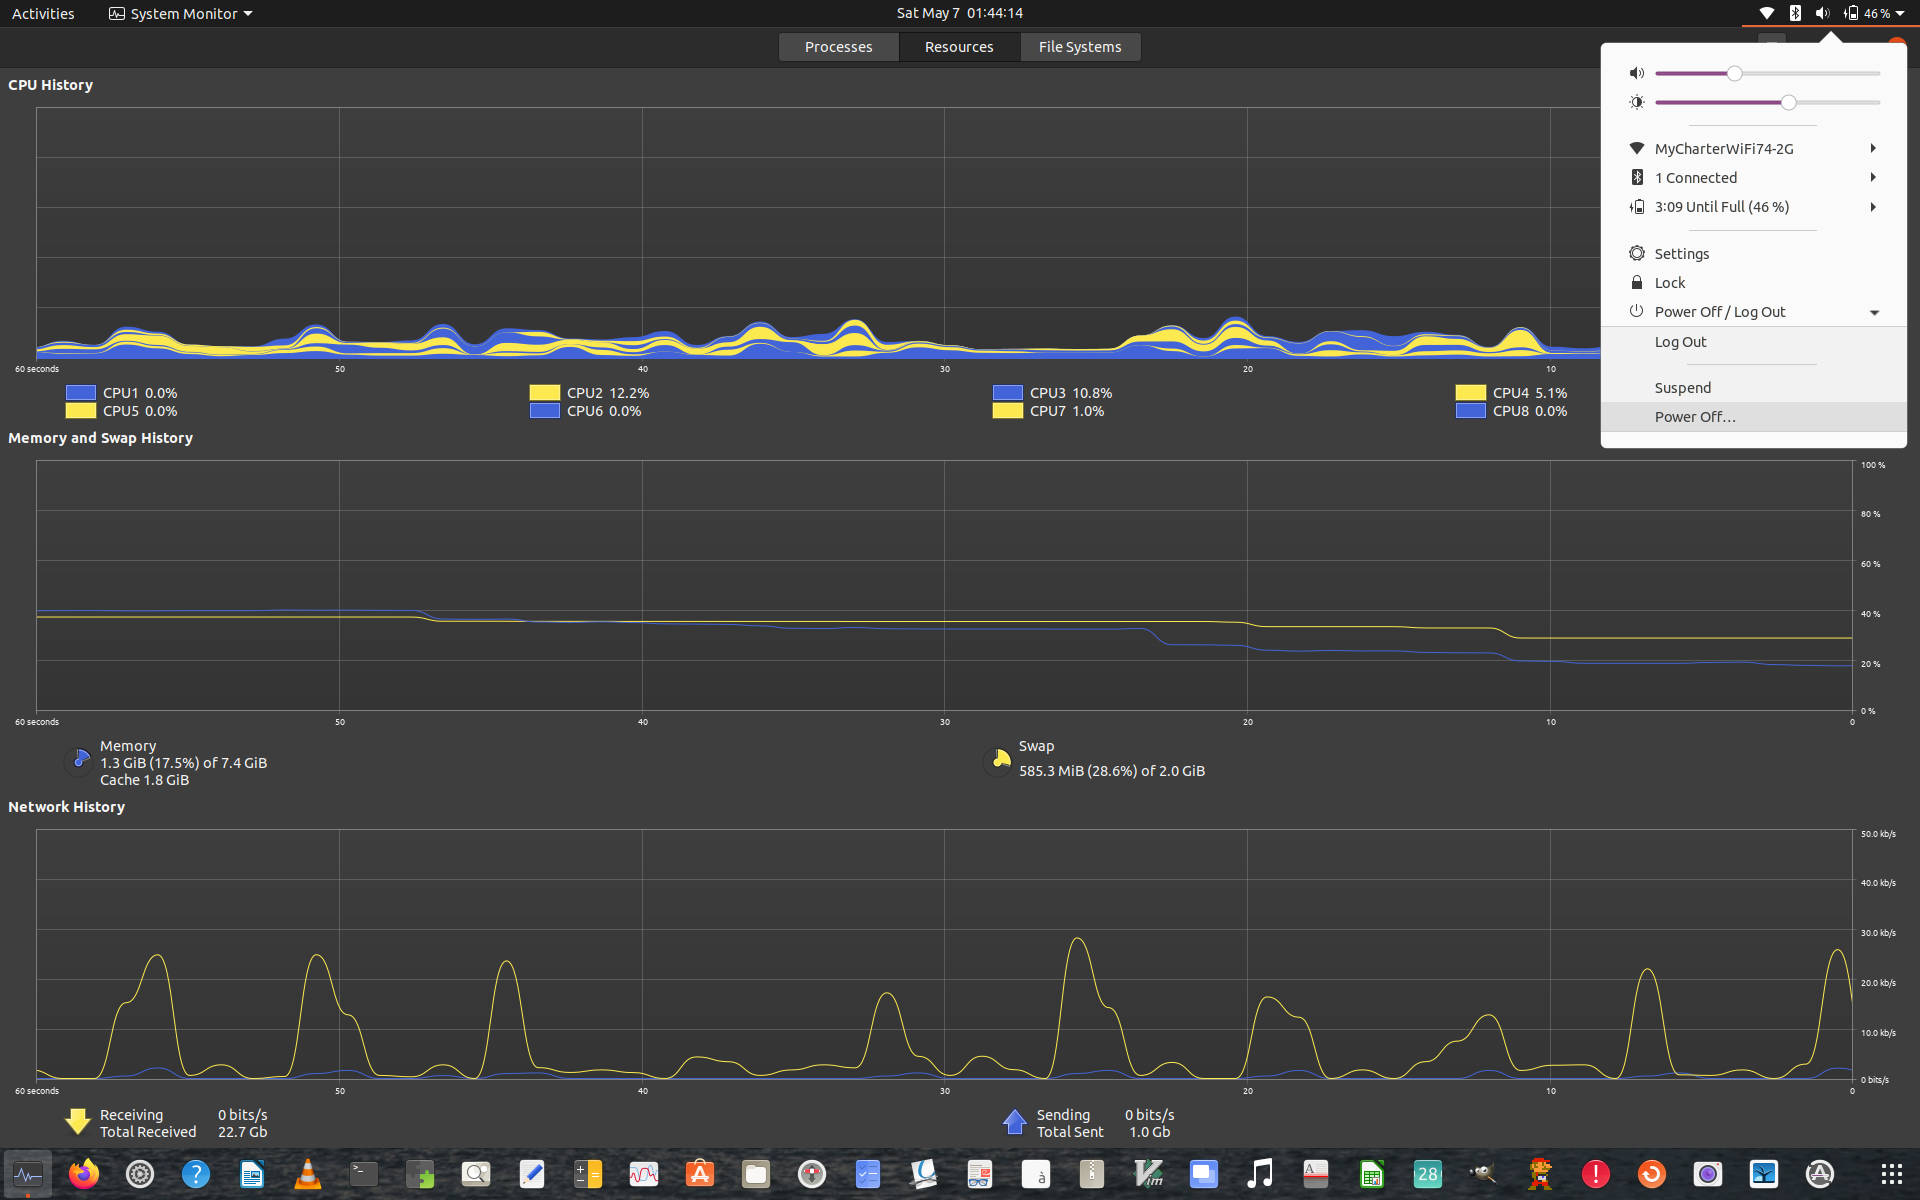 Activities
System Monitor
Sat May 7 01:44:14
46 %
Processes
Resources
File Systems
MyCharterWiFi74-2G
1 Connected
3:09 Until Full (46 %)
Settings
Lock
Power Off / Log Out
Log Out
Suspend
Power Off...
CPU History
60 seconds 50 40 30 20 10
CPU1 0.0%
CPU2 12.2%
CPU3 10.8%
CPU4 5.1%
CPU5 0.0%
CPU6 0.0%
CPU7 1.0%
CPU8 0.0%
Memory and Swap History
100 %
80 %
60 %
40 %
20 %
0 %
60 seconds 50 40 30 20 10 0
Memory
1.3 GiB (17.5%) of 7.4 GiB
Cache 1.8 GiB
Swap
585.3 MiB (28.6%) of 2.0 GiB
Network History
50.0 kb/s
40.0 kb/s
30.0 kb/s
20.0 kb/s
10.0 kb/s
0 bits/s
60 seconds 50 40 30 20 10 0
Receiving 0 bits/s
Total Received 22.7 Gb
Sending 0 bits/s
Total Sent 1.0 Gb
?
>_
à
Vim
A
28
!